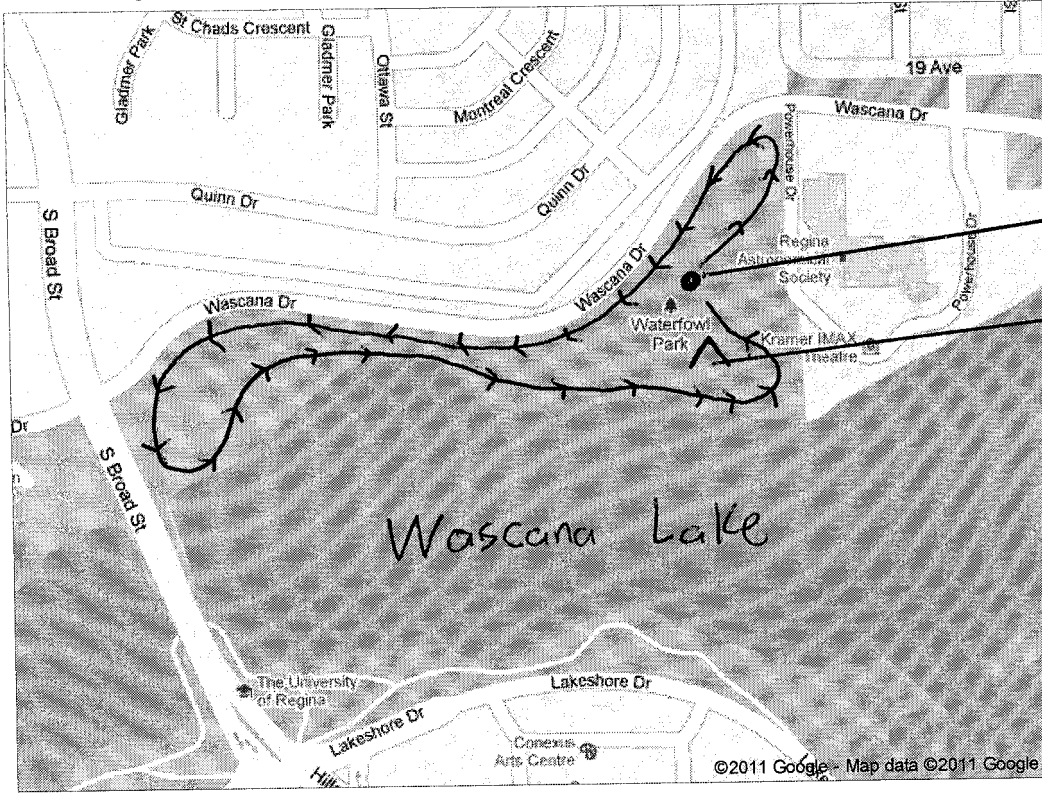 St Chads Crescent
Gladmer Park
Gladmer Park
Ottawa St
Montreal Crescent
19 Ave
Wascana Dr
Powerhouse Dr
Quinn Dr
Quinn Dr
S Broad St
Regina
Astronomical
Society
Powerhouse Dr
Wascana Dr
Wascana Dr
Waterfowl
Park
Kramer IMAX
Theatre
Dr
S Broad St
Wascana Lake
The University
of Regina
Lakeshore Dr
Lakeshore Dr
Conexus
Arts Centre
©2011 Google - Map data ©2011 Google